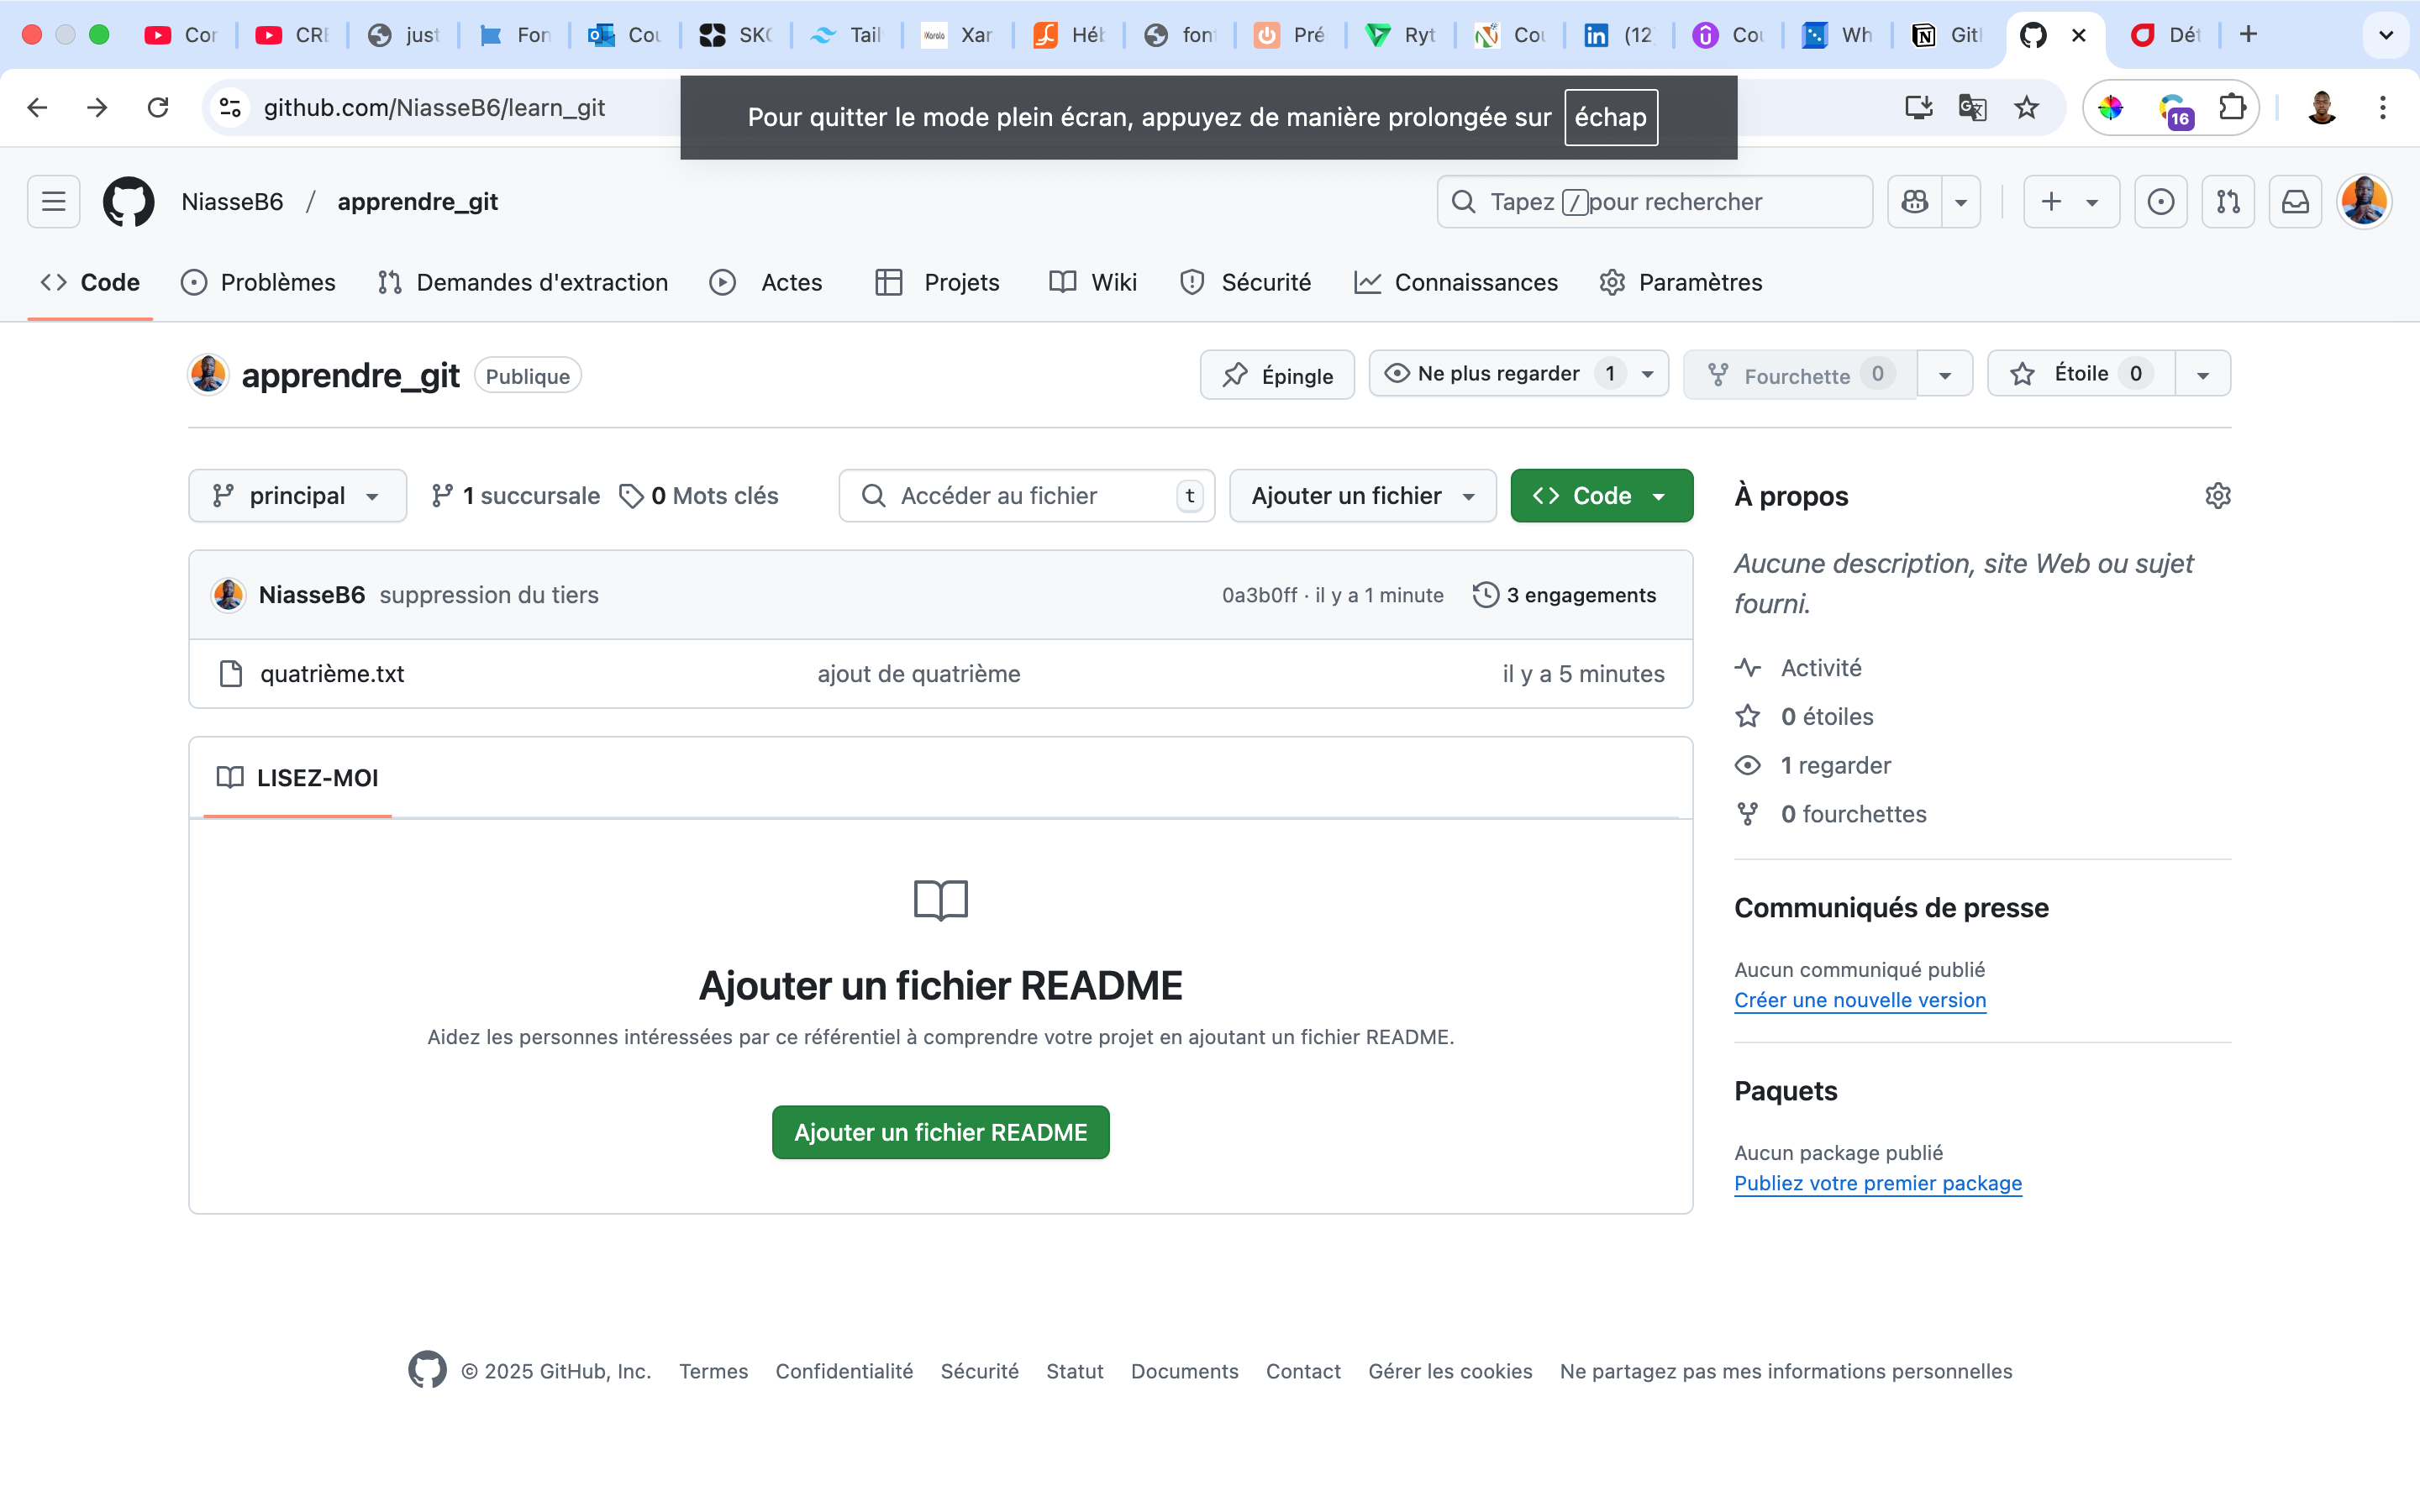 Cor CRE just Fon Cou SKO Tail Xar Héb font Pré Ryt Cou (12 Cou Wh Gitl Dét
github.com/NiasseB6/learn_git
16
Pour quitter le mode plein écran, appuyez de manière prolongée sur échap
NiasseB6 / apprendre_git
Tapez / pour rechercher
Code Problèmes Demandes d'extraction Actes Projets Wiki Sécurité Connaissances Paramètres
apprendre_git Publique
Épingle Ne plus regarder 1 Fourchette 0 Étoile 0
principal 1 succursale 0 Mots clés Accéder au fichier t Ajouter un fichier Code
NiasseB6 suppression du tiers 0a3b0ff · il y a 1 minute 3 engagements
quatrième.txt ajout de quatrième il y a 5 minutes
LISEZ-MOI
Ajouter un fichier README
Aidez les personnes intéressées par ce référentiel à comprendre votre projet en ajoutant un fichier README.
Ajouter un fichier README
À propos
Aucune description, site Web ou sujet
fourni.
Activité
0 étoiles
1 regarder
0 fourchettes
Communiqués de presse
Aucun communiqué publié
Créer une nouvelle version
Paquets
Aucun package publié
Publiez votre premier package
© 2025 GitHub, Inc. Termes Confidentialité Sécurité Statut Documents Contact Gérer les cookies Ne partagez pas mes informations personnelles